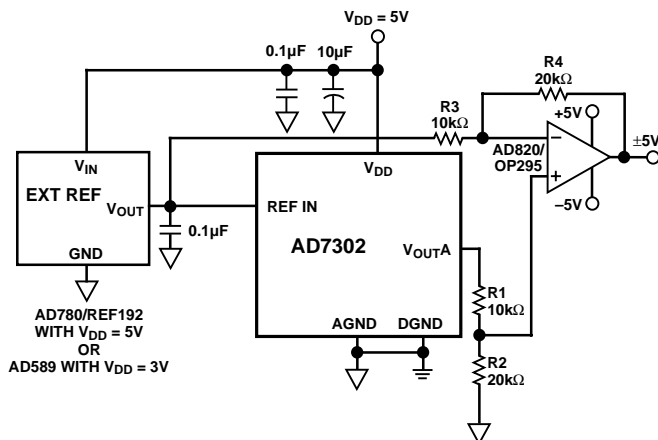 V_DD = 5V
0.1µF 10µF
R4
20kΩ
R3
10kΩ
+5V
±5V
AD820/
OP295
−
+
−5V
V_IN
EXT REF
V_OUT
GND
0.1µF
V_DD
REF IN
AD7302
V_OUTA
AGND DGND
R1
10kΩ
R2
20kΩ
AD780/REF192
WITH V_DD = 5V
OR
AD589 WITH V_DD = 3V